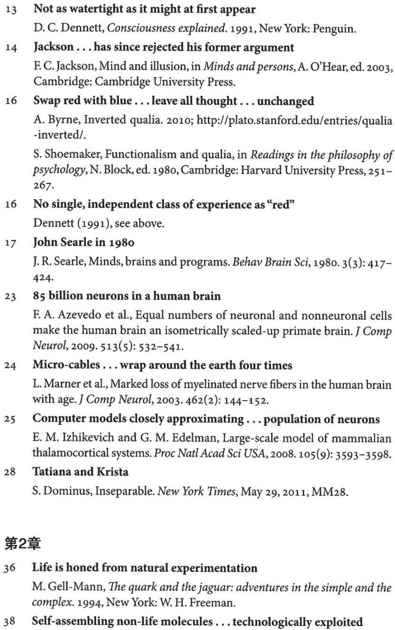 13 Not as watertight as it might at first appear
D. C. Dennett, Consciousness explained. 1991, New York: Penguin.
14 Jackson . . . has since rejected his former argument
F. C. Jackson, Mind and illusion, in Minds and persons, A. O'Hear, ed. 2003,
Cambridge: Cambridge University Press.
16 Swap red with blue . . . leave all thought . . . unchanged
A. Byrne, Inverted qualia. 2010; http://plato.stanford.edu/entries/qualia
-inverted/.
S. Shoemaker, Functionalism and qualia, in Readings in the philosophy of
psychology, N. Block, ed. 1980, Cambridge: Harvard University Press, 251–
267.
16 No single, independent class of experience as “red”
Dennett (1991), see above.
17 John Searle in 1980
J. R. Searle, Minds, brains and programs. Behav Brain Sci, 1980. 3(3): 417–
424.
23 85 billion neurons in a human brain
F. A. Azevedo et al., Equal numbers of neuronal and nonneuronal cells
make the human brain an isometrically scaled-up primate brain. J Comp
Neurol, 2009. 513(5): 532–541.
24 Micro-cables . . . wrap around the earth four times
L. Marner et al., Marked loss of myelinated nerve fibers in the human brain
with age. J Comp Neurol, 2003. 462(2): 144–152.
25 Computer models closely approximating . . . population of neurons
E. M. Izhikevich and G. M. Edelman, Large-scale model of mammalian
thalamocortical systems. Proc Natl Acad Sci USA, 2008. 105(9): 3593–3598.
28 Tatiana and Krista
S. Dominus, Inseparable. New York Times, May 29, 2011, MM28.
第2章
36 Life is honed from natural experimentation
M. Gell-Mann, The quark and the jaguar: adventures in the simple and the
complex. 1994, New York: W. H. Freeman.
38 Self-assembling non-life molecules . . . technologically exploited